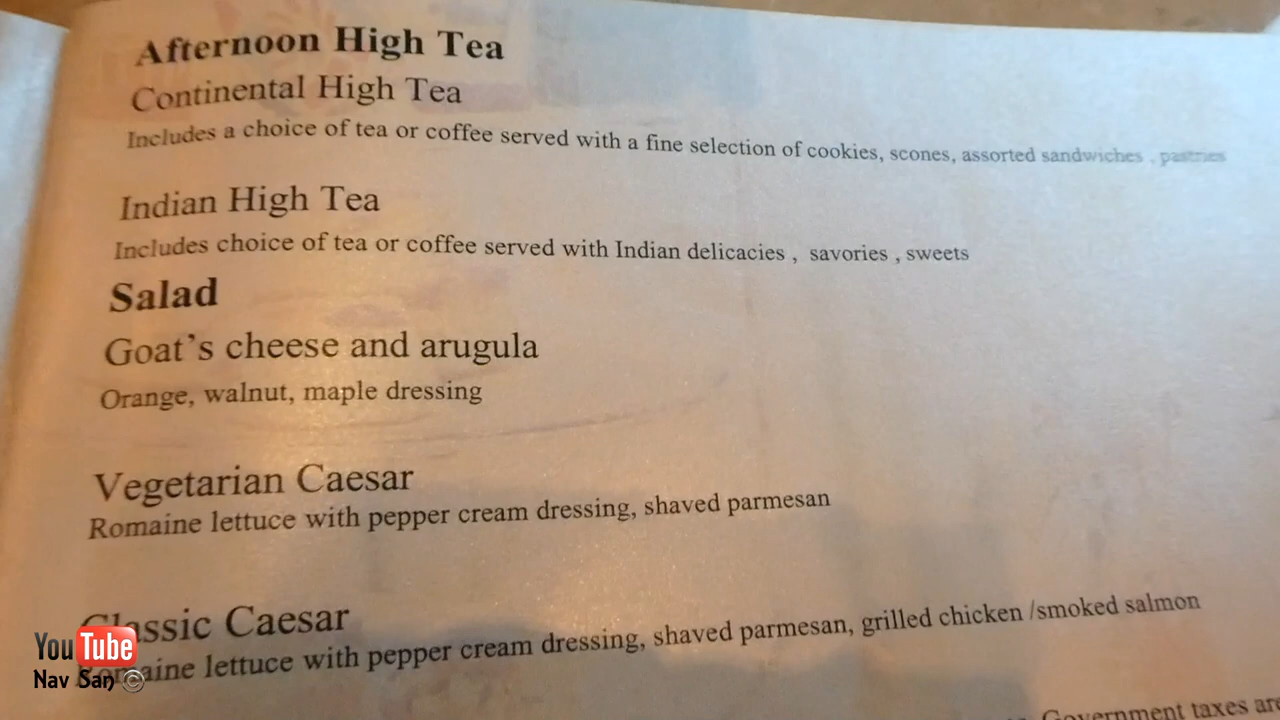 Afternoon High Tea
Continental High Tea
Includes a choice of tea or coffee served with a fine selection of cookies, scones, assorted sandwiches , pastries
Indian High Tea
Includes choice of tea or coffee served with Indian delicacies , savories , sweets
Salad
Goat's cheese and arugula
Orange, walnut, maple dressing
Vegetarian Caesar
Romaine lettuce with pepper cream dressing, shaved parmesan
Classic Caesar
Romaine lettuce with pepper cream dressing, shaved parmesan, grilled chicken /smoked salmon
Government taxes are
YouTube
Nav San ©